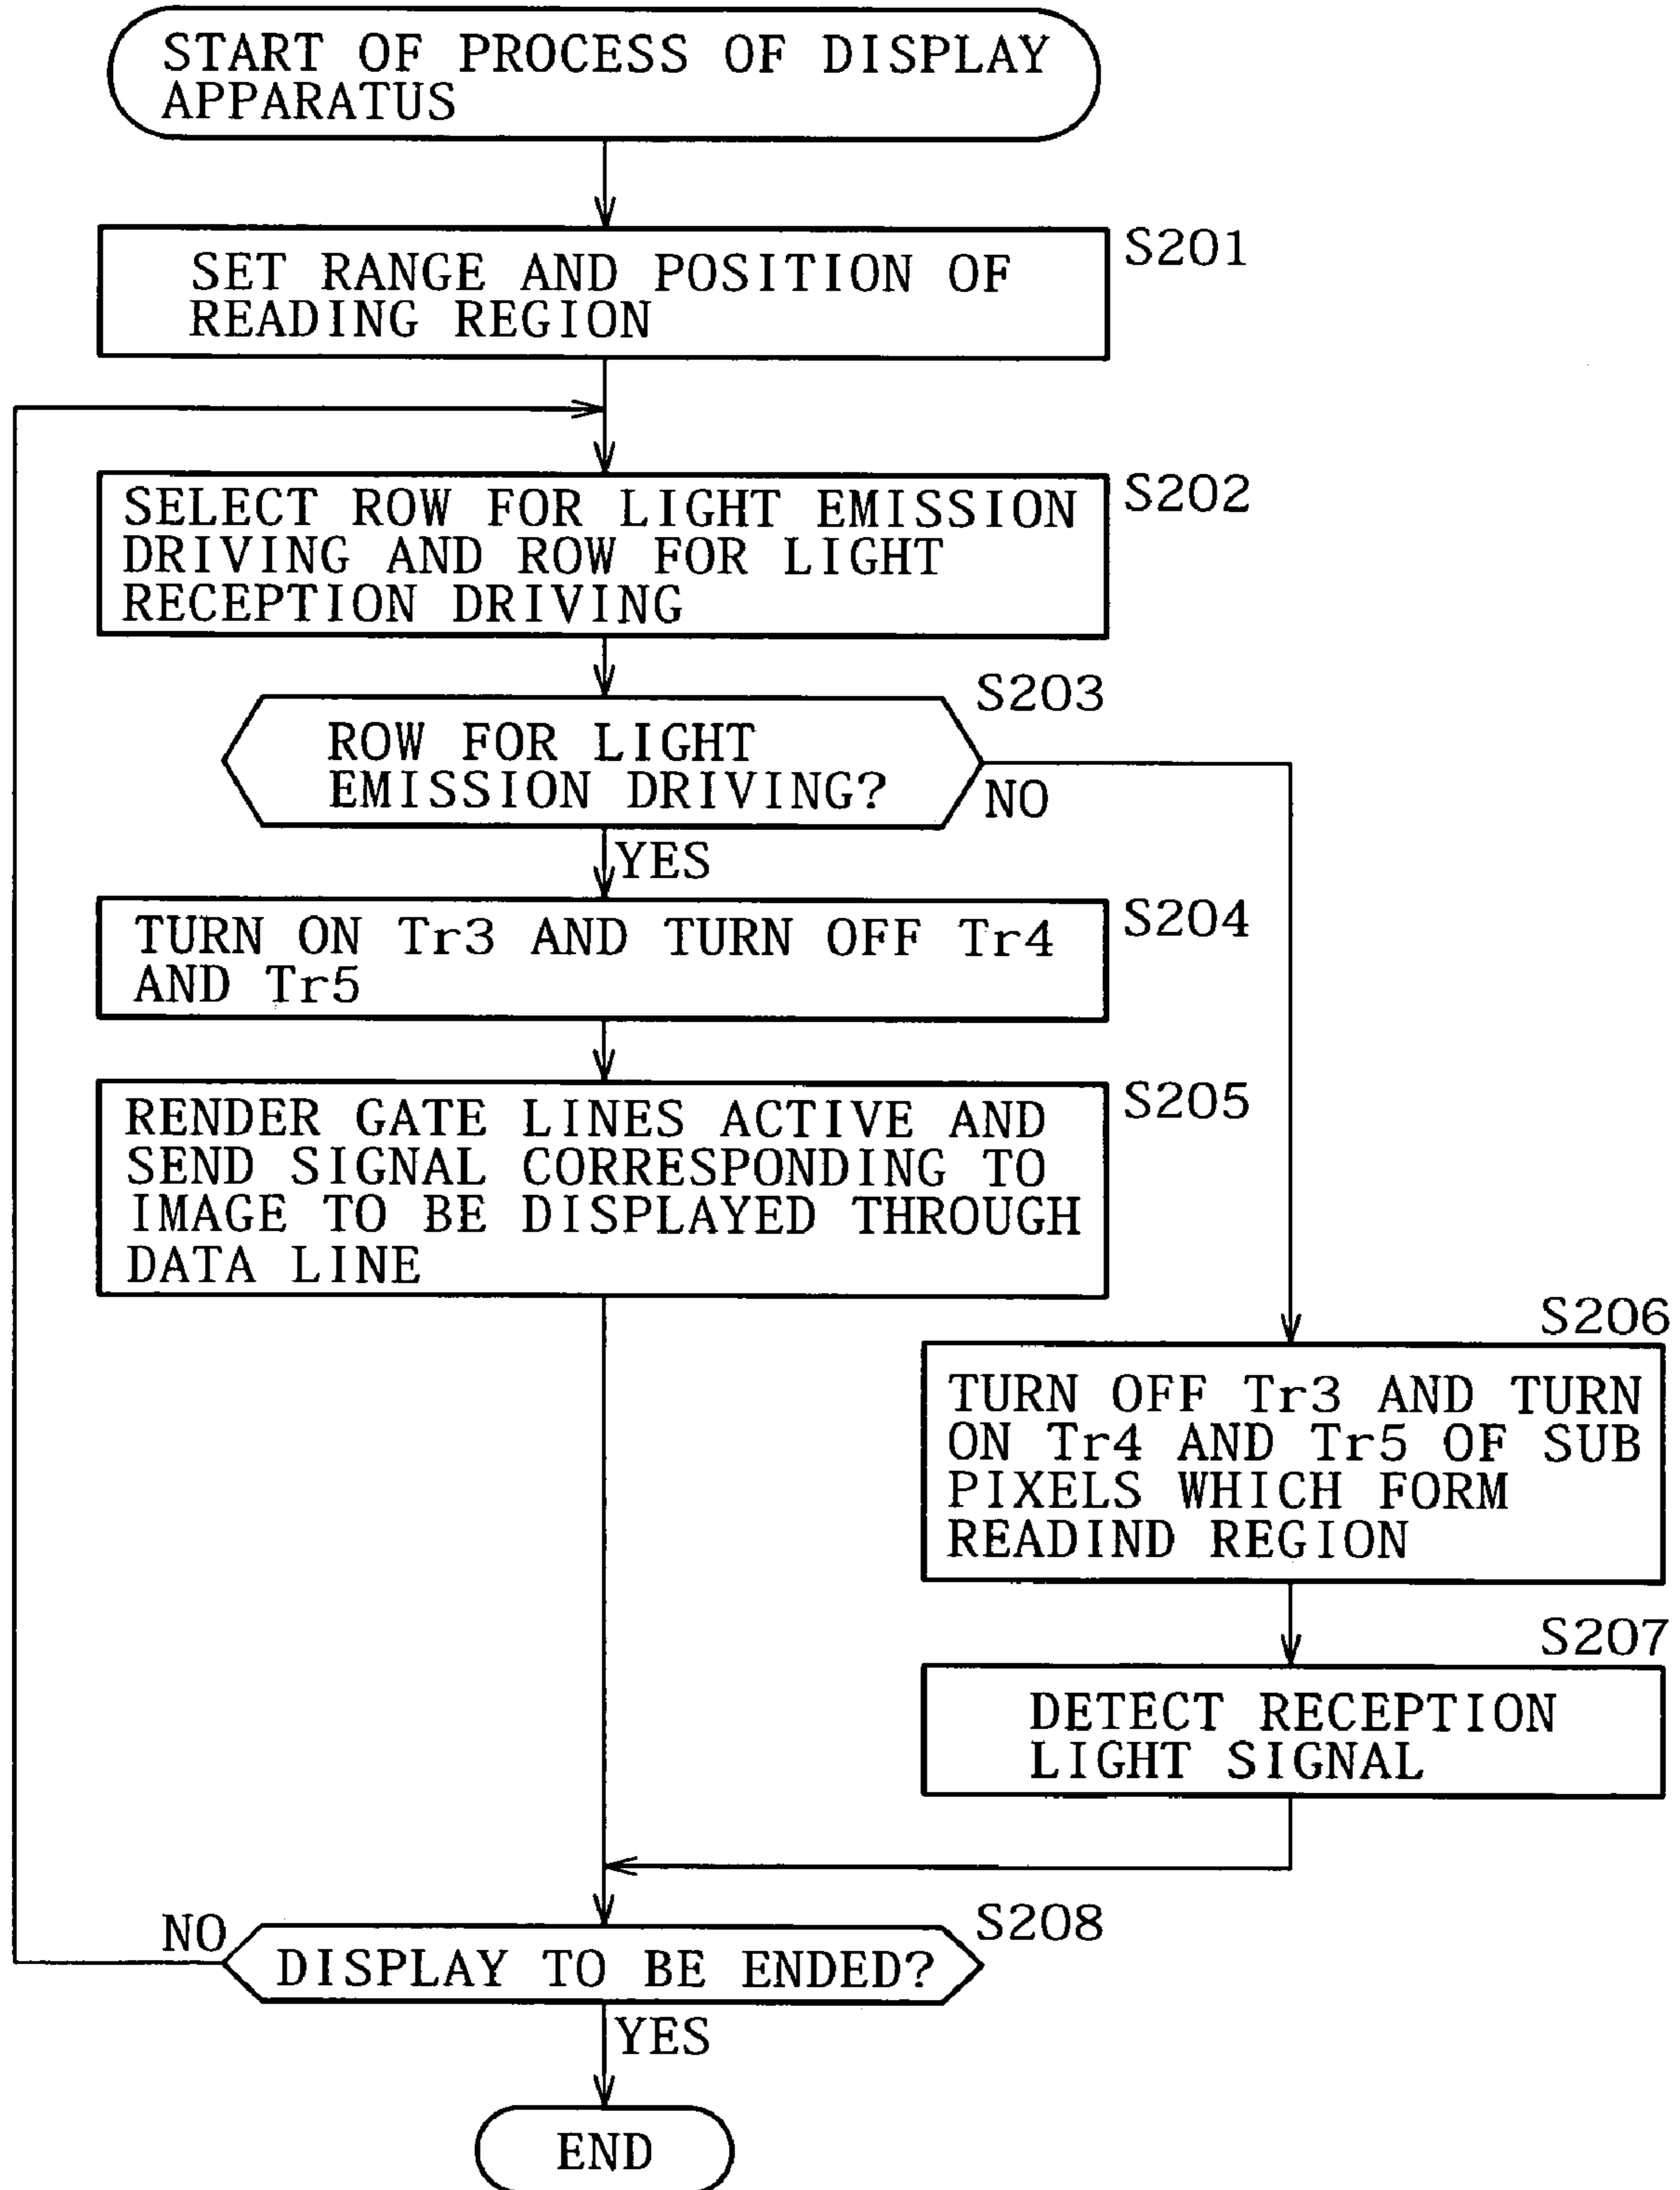 START OF PROCESS OF DISPLAY
APPARATUS
S201
SET RANGE AND POSITION OF
READING REGION
S202
SELECT ROW FOR LIGHT EMISSION
DRIVING AND ROW FOR LIGHT
RECEPTION DRIVING
S203
ROW FOR LIGHT
EMISSION DRIVING?
NO
YES
S204
TURN ON Tr3 AND TURN OFF Tr4
AND Tr5
S205
RENDER GATE LINES ACTIVE AND
SEND SIGNAL CORRESPONDING TO
IMAGE TO BE DISPLAYED THROUGH
DATA LINE
S206
TURN OFF Tr3 AND TURN
ON Tr4 AND Tr5 OF SUB
PIXELS WHICH FORM
READIND REGION
S207
DETECT RECEPTION
LIGHT SIGNAL
S208
NO
DISPLAY TO BE ENDED?
YES
END